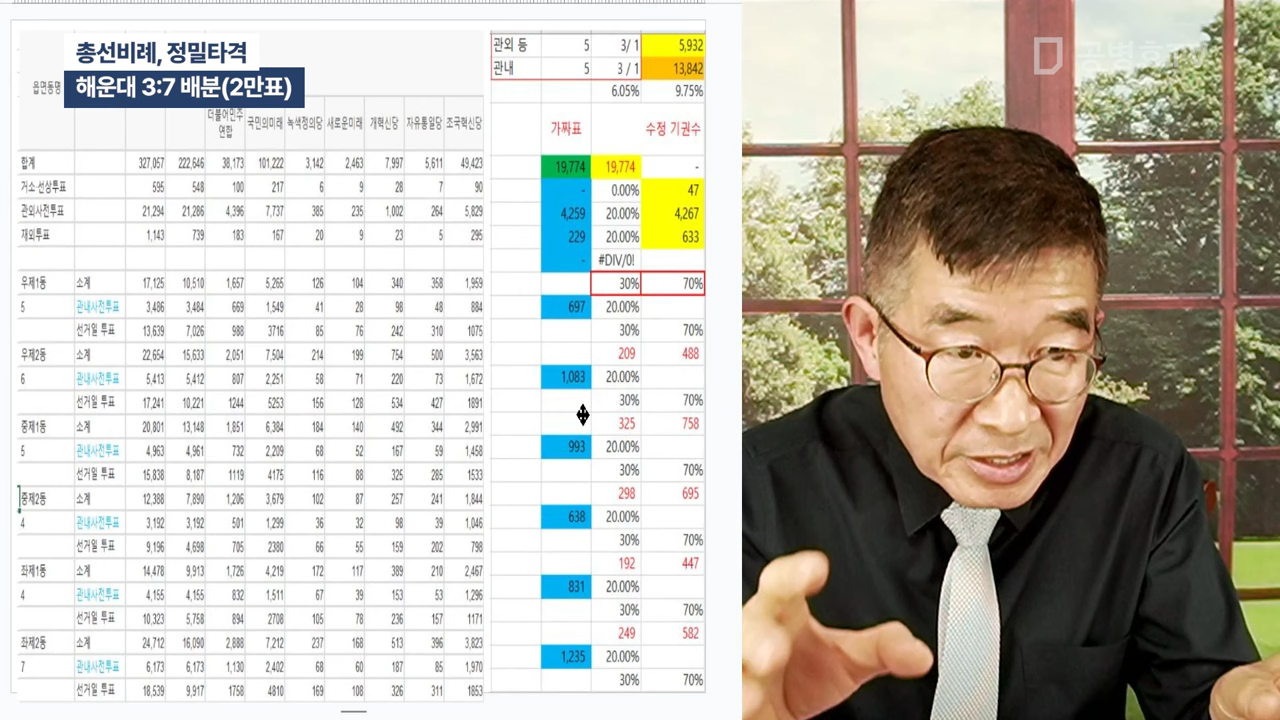 총선비례, 정밀타격
해운대 3:7 배분(2만표)
공병호TV
읍면동명
더불어민주연합 국민의미래 녹색정의당 새로운미래 개혁신당 자유통일당 조국혁신당
합계 327,057 222,646 38,173 101,222 3,142 2,463 7,997 5,611 49,423
거소·선상투표 595 548 100 217 6 9 28 7 90
관외사전투표 21,294 21,286 4,396 7,737 385 235 1,002 264 5,829
재외투표 1,143 739 183 167 20 9 23 5 295
우제1동 소계 17,125 10,510 1,657 5,265 126 104 340 358 1,959
5 관내사전투표 3,486 3,484 669 1,549 41 28 98 48 884
선거일 투표 13,639 7,026 988 3716 85 76 242 310 1075
우제2동 소계 22,654 15,633 2,051 7,504 214 199 754 500 3,563
6 관내사전투표 5,413 5,412 807 2,251 58 71 220 73 1,672
선거일 투표 17,241 10,221 1244 5253 156 128 534 427 1891
중제1동 소계 20,801 13,148 1,851 6,384 184 140 492 344 2,991
5 관내사전투표 4,963 4,961 732 2,209 68 52 167 59 1,458
선거일 투표 15,838 8,187 1119 4175 116 88 325 285 1533
중제2동 소계 12,388 7,890 1,206 3,679 102 87 257 241 1,844
4 관내사전투표 3,192 3,192 501 1,299 36 32 98 39 1,046
선거일 투표 9,196 4,698 705 2380 66 55 159 202 798
좌제1동 소계 14,478 9,913 1,726 4,219 172 117 389 210 2,467
4 관내사전투표 4,155 4,155 832 1,511 67 39 153 53 1,296
선거일 투표 10,323 5,758 894 2708 105 78 236 157 1171
좌제2동 소계 24,712 16,090 2,888 7,212 237 168 513 396 3,823
7 관내사전투표 6,173 6,173 1,130 2,402 68 60 187 85 1,970
선거일 투표 18,539 9,917 1758 4810 169 108 326 311 1853
관외 등 5 3/ 1 5,932
관내 5 3 / 1 13,842
6.05% 9.75%
가짜표 수정 기권수
19,774 19,774 -
- 0.00% 47
4,259 20.00% 4,267
229 20.00% 633
- #DIV/0!
30% 70%
697 20.00%
30% 70%
209 488
1,083 20.00%
30% 70%
325 758
993 20.00%
30% 70%
298 695
638 20.00%
30% 70%
192 447
831 20.00%
30% 70%
249 582
1,235 20.00%
30% 70%